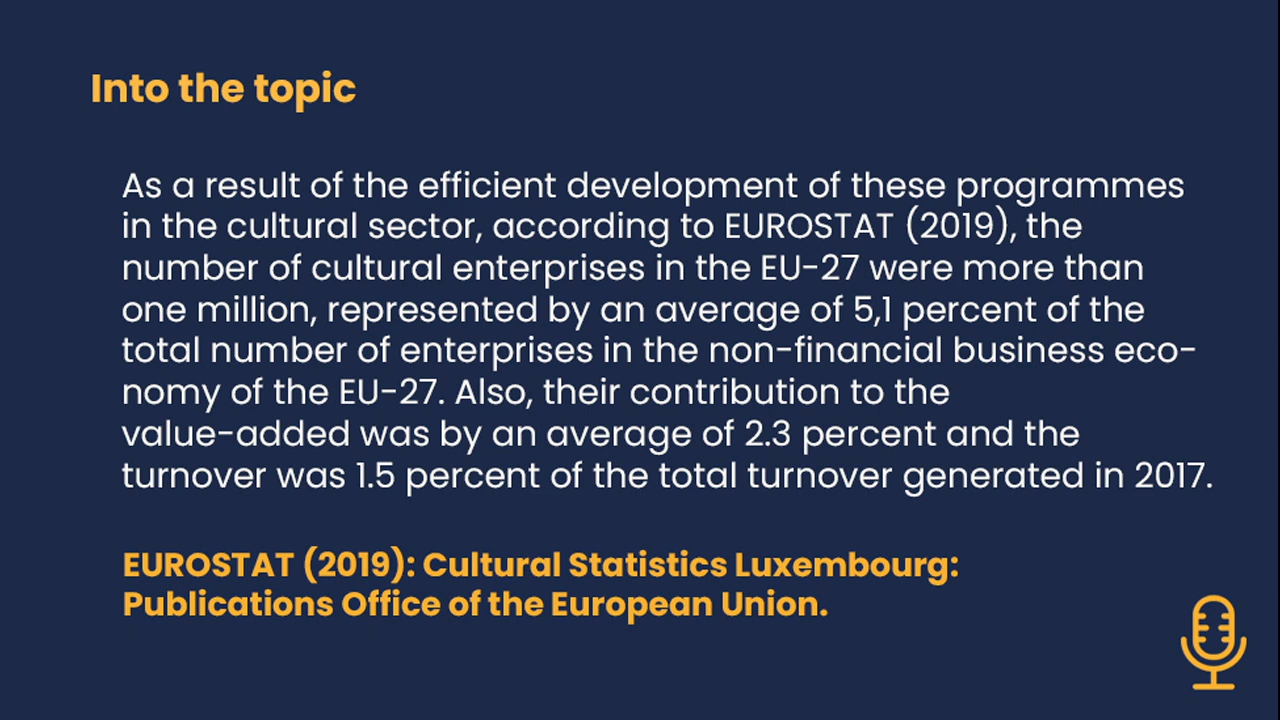 Into the topic
As a result of the efficient development of these programmes
in the cultural sector, according to EUROSTAT (2019), the
number of cultural enterprises in the EU-27 were more than
one million, represented by an average of 5,1 percent of the
total number of enterprises in the non-financial business eco-
nomy of the EU-27. Also, their contribution to the
value-added was by an average of 2.3 percent and the
turnover was 1.5 percent of the total turnover generated in 2017.
EUROSTAT (2019): Cultural Statistics Luxembourg:
Publications Office of the European Union.